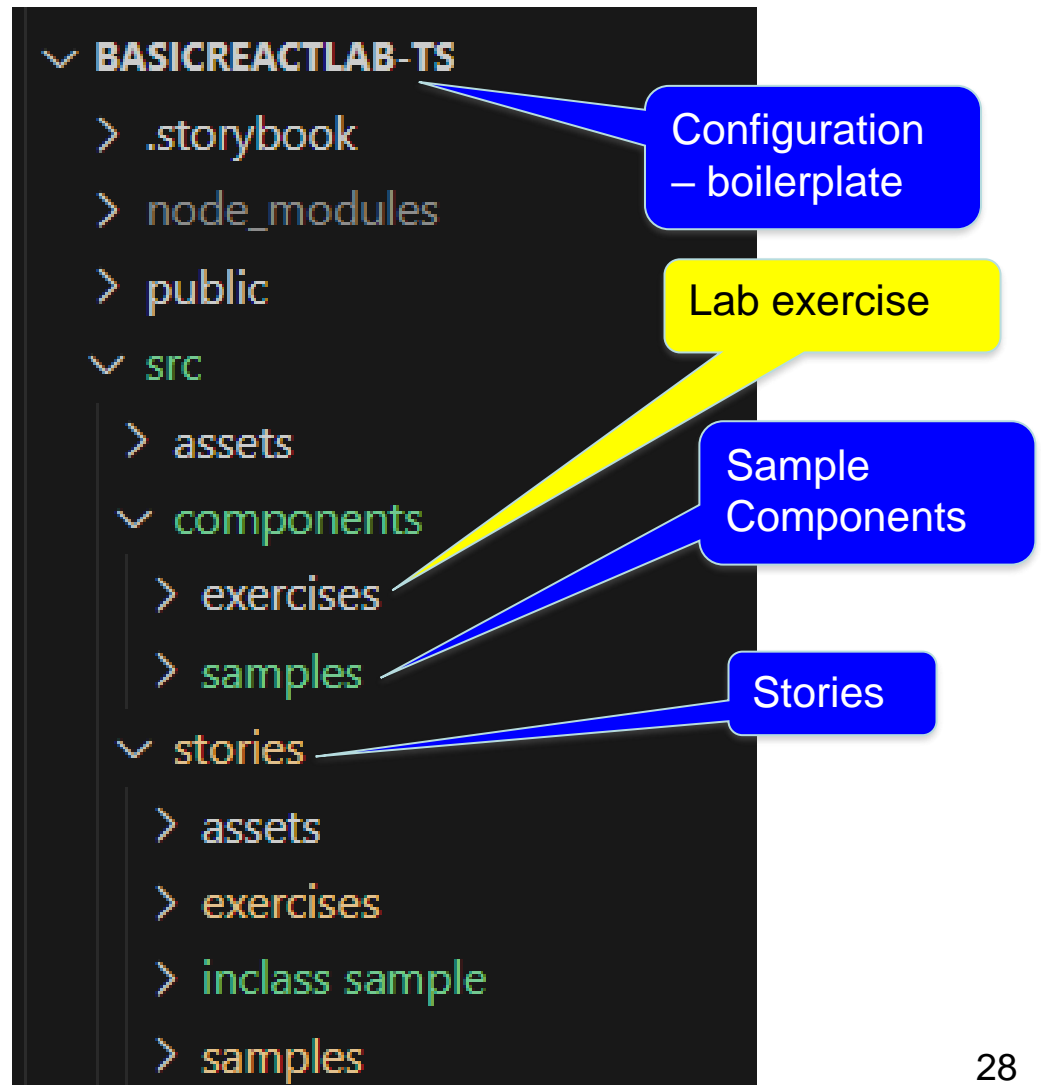 BASICREACTLAB-TS
.storybook
Configuration
– boilerplate
node_modules
public
Lab exercise
src
assets
Sample
Components
components
exercises
samples
Stories
stories
assets
exercises
inclass sample
samples
28